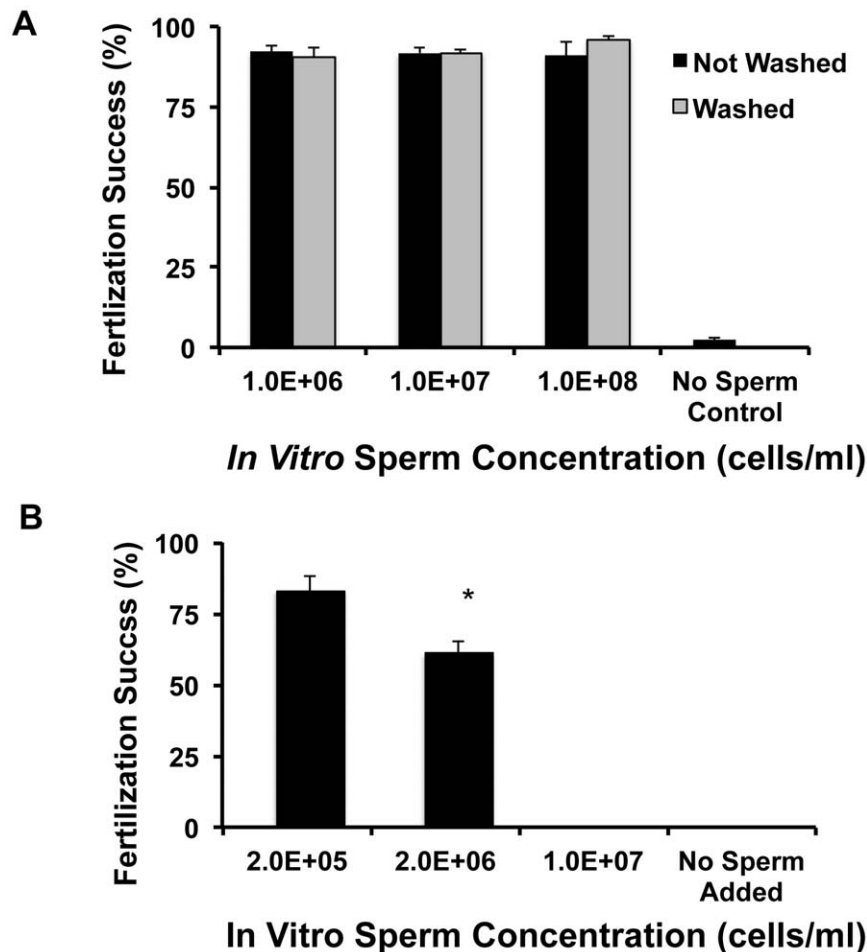 A
Fertlization Success (%)
100
75
50
25
0
Not Washed
Washed
1.0E+06 1.0E+07 1.0E+08 No Sperm
Control
In Vitro Sperm Concentration (cells/ml)
B
Fertilization Succss (%)
100
75
50
25
0
*
2.0E+05 2.0E+06 1.0E+07 No Sperm
Added
In Vitro Sperm Concentration (cells/ml)